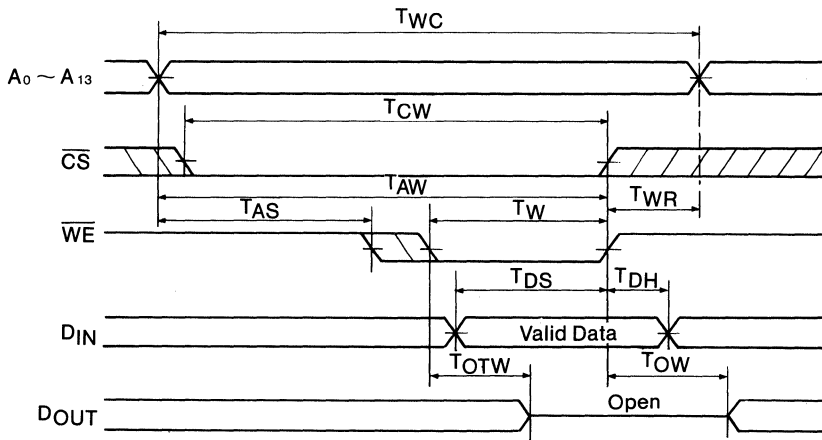 TWC
A0 ~ A13
TCW
CS
TAW
TAS
TW
TWR
WE
TDS
TDH
DIN
Valid Data
TOTW
TOW
DOUT
Open